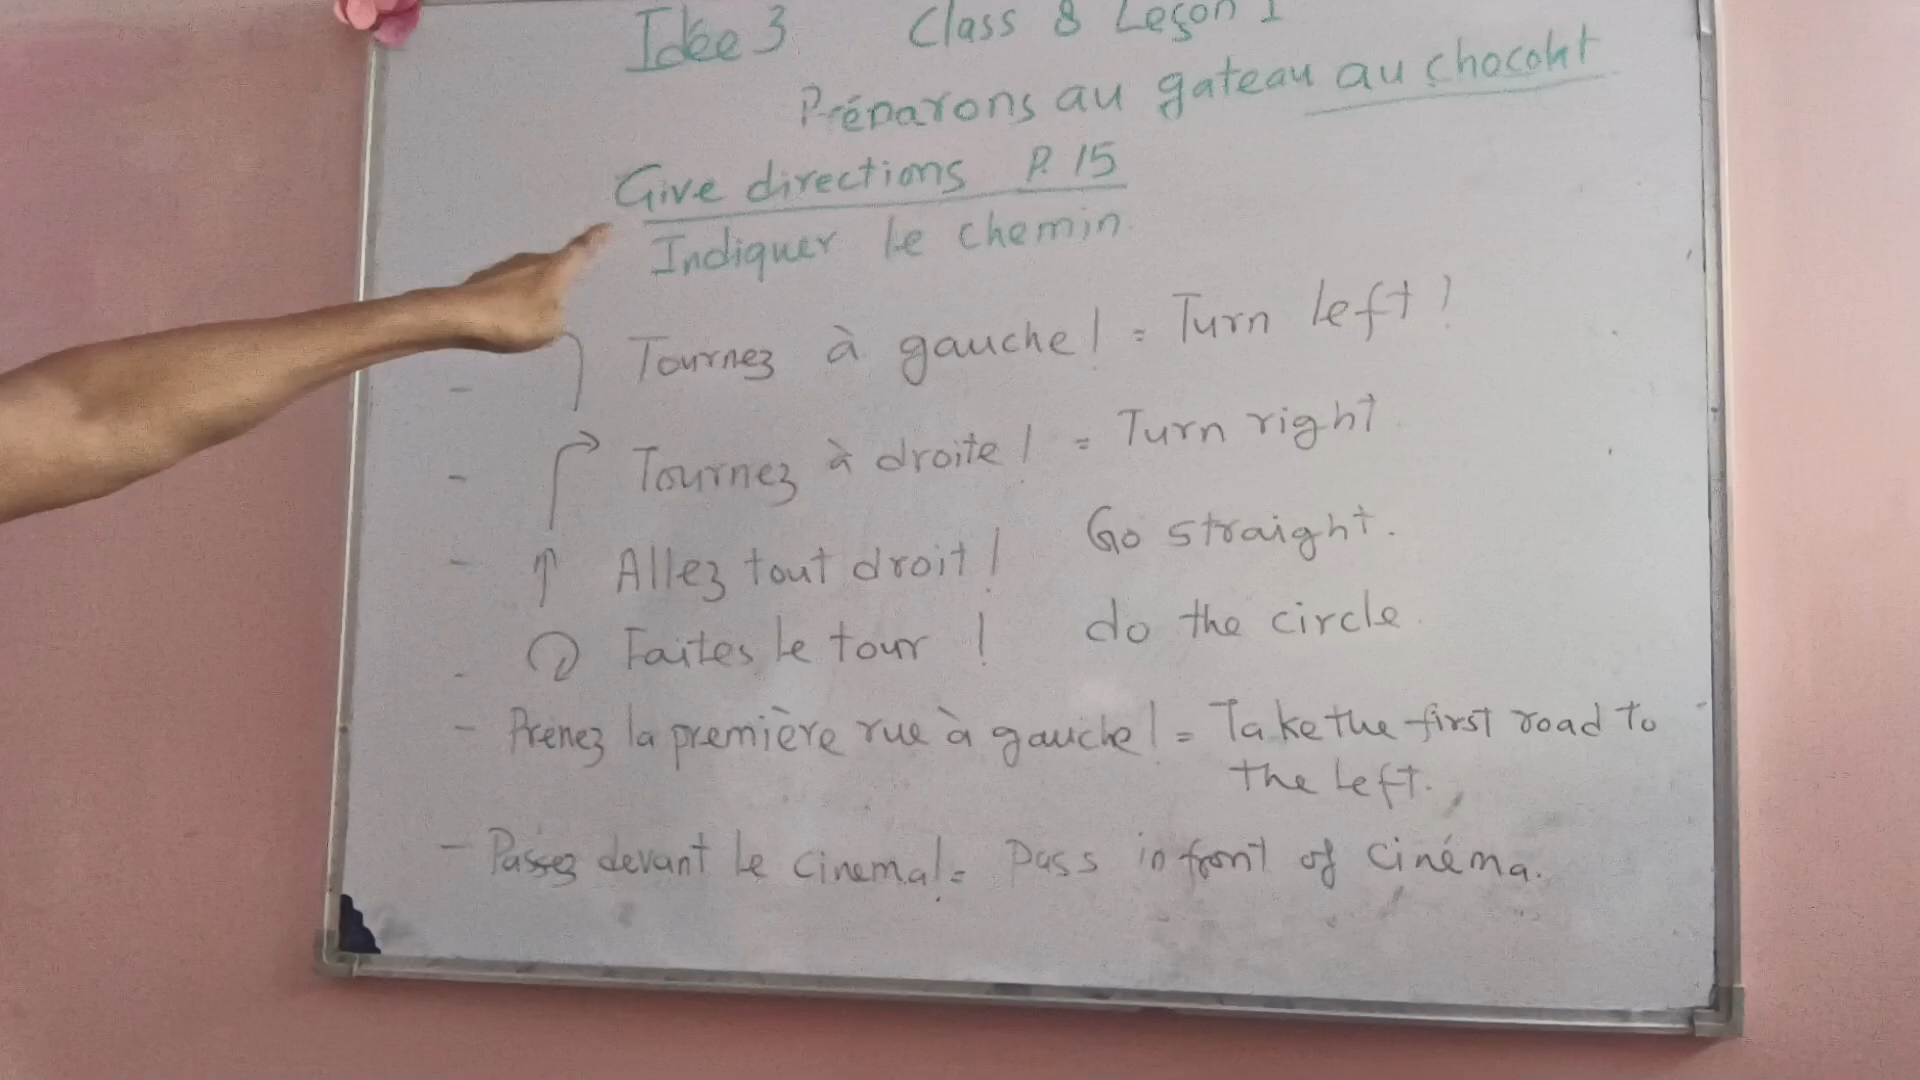 Idée 3 Class 8 Leçon 1
Préparons au gateau au chocolat
Give directions P. 15
Indiquer le chemin.
- Tournez à gauche! = Turn left!
- Tournez à droite! = Turn right.
- Allez tout droit! Go straight.
- Faites le tour! do the circle.
- Prenez la première rue à gauche! = Take the first road to
the left.
- Passez devant le cinema! = Pass in front of cinéma.